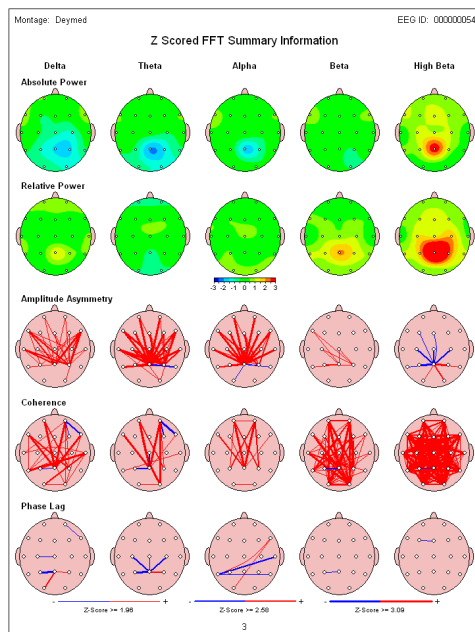 Montage: Deymed EEG ID: 000000054
Z Scored FFT Summary Information
Delta Theta Alpha Beta High Beta
Absolute Power
Relative Power
-3 -2 -1 0 1 2 3
Amplitude Asymmetry
Coherence
Phase Lag
- + - + - +
Z-Score >= 1.96 Z-Score >= 2.58 Z-Score >= 3.09
3